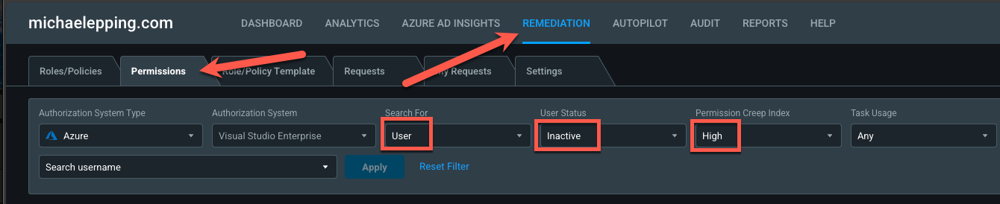 michaelepping.com
DASHBOARD ANALYTICS AZURE AD INSIGHTS REMEDIATION AUTOPILOT AUDIT REPORTS HELP
Roles/Policies Permissions Role/Policy Template Requests My Requests Settings
Authorization System Type Authorization System Search For User Status Permission Creep Index Task Usage
Azure Visual Studio Enterprise User Inactive High Any
Search username Apply Reset Filter